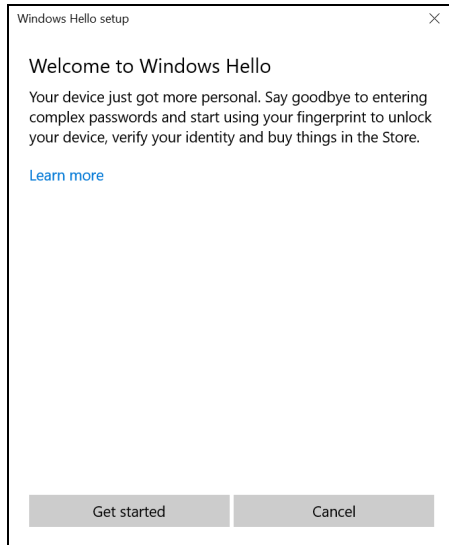 Windows Hello setup
Welcome to Windows Hello
Your device just got more personal. Say goodbye to entering
complex passwords and start using your fingerprint to unlock
your device, verify your identity and buy things in the Store.
Learn more
Get started
Cancel